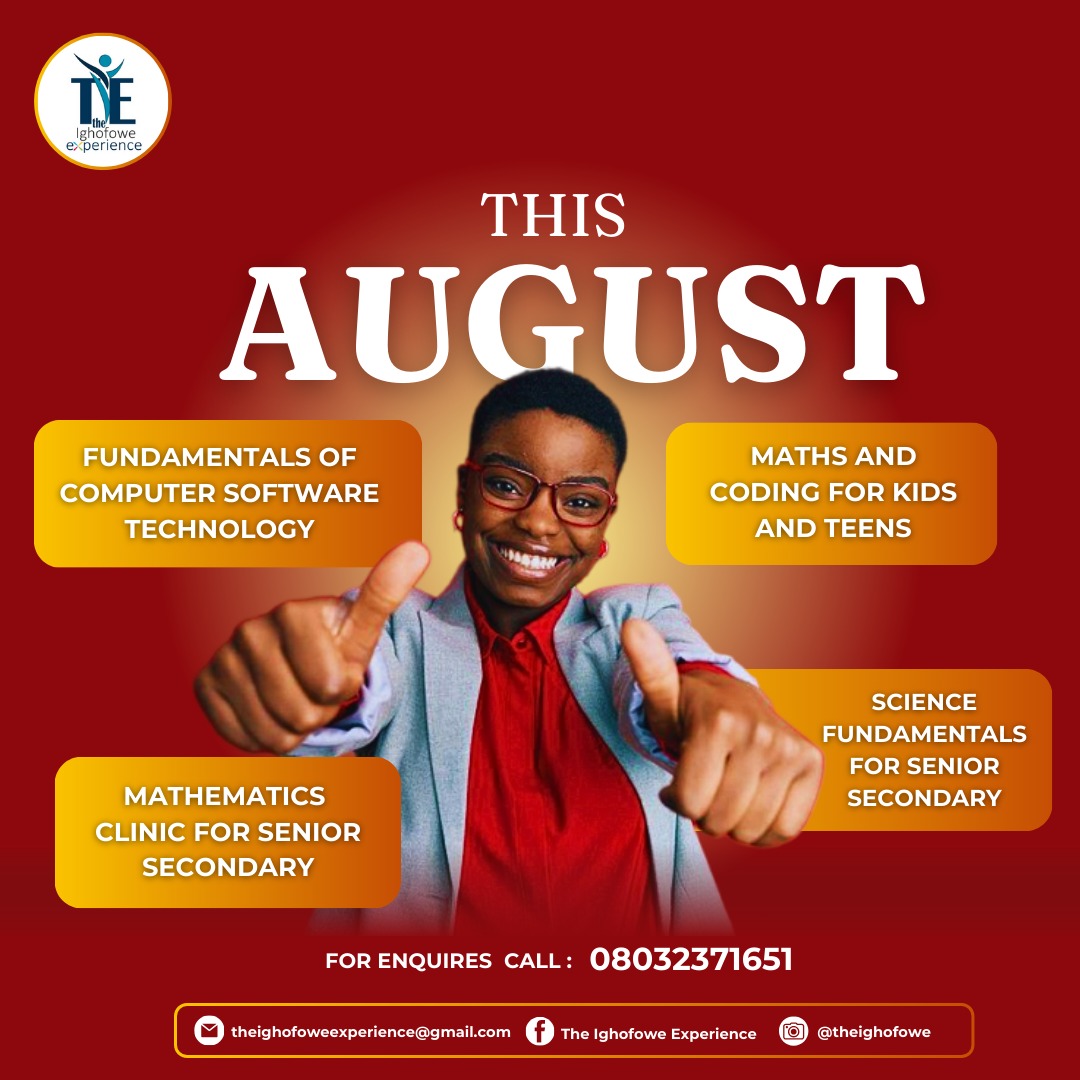 TIE
the
Ighofowe
experience
THIS
AUGUST
FUNDAMENTALS OF
COMPUTER SOFTWARE
TECHNOLOGY
MATHS AND
CODING FOR KIDS
AND TEENS
SCIENCE
FUNDAMENTALS
FOR SENIOR
SECONDARY
MATHEMATICS
CLINIC FOR SENIOR
SECONDARY
FOR ENQUIRES CALL : 08032371651
theighofoweexperience@gmail.com The Ighofowe Experience @theighofowe